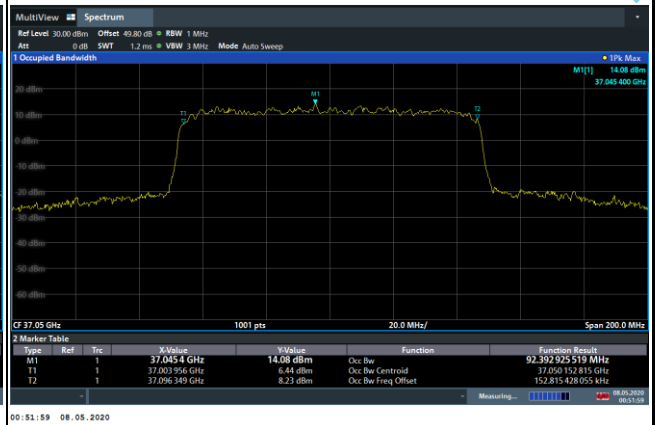 MultiView Spectrum
Ref Level 30.00 dBm Offset 49.80 dB RBW 1 MHz
Att 0 dB SWT 1.2 ms VBW 3 MHz Mode Auto Sweep
1 Occupied Bandwidth 1Pk Max
M1[1] 14.08 dBm
37.045 400 GHz
20 dBm
M1
T1 T2
10 dBm
0 dBm
-10 dBm
-20 dBm
-30 dBm
-40 dBm
-50 dBm
-60 dBm
CF 37.05 GHz 1001 pts 20.0 MHz/ Span 200.0 MHz
2 Marker Table
Type Ref Trc X-Value Y-Value Function Function Result
M1 1 37.0454 GHz 14.08 dBm Occ Bw 92.392 925 519 MHz
T1 1 37.003 956 GHz 6.44 dBm Occ Bw Centroid 37.050 152 815 GHz
T2 1 37.096 349 GHz 8.23 dBm Occ Bw Freq Offset 152.815 428 055 kHz
Measuring... 08.05.2020
00:51:59
00:51:59 08.05.2020